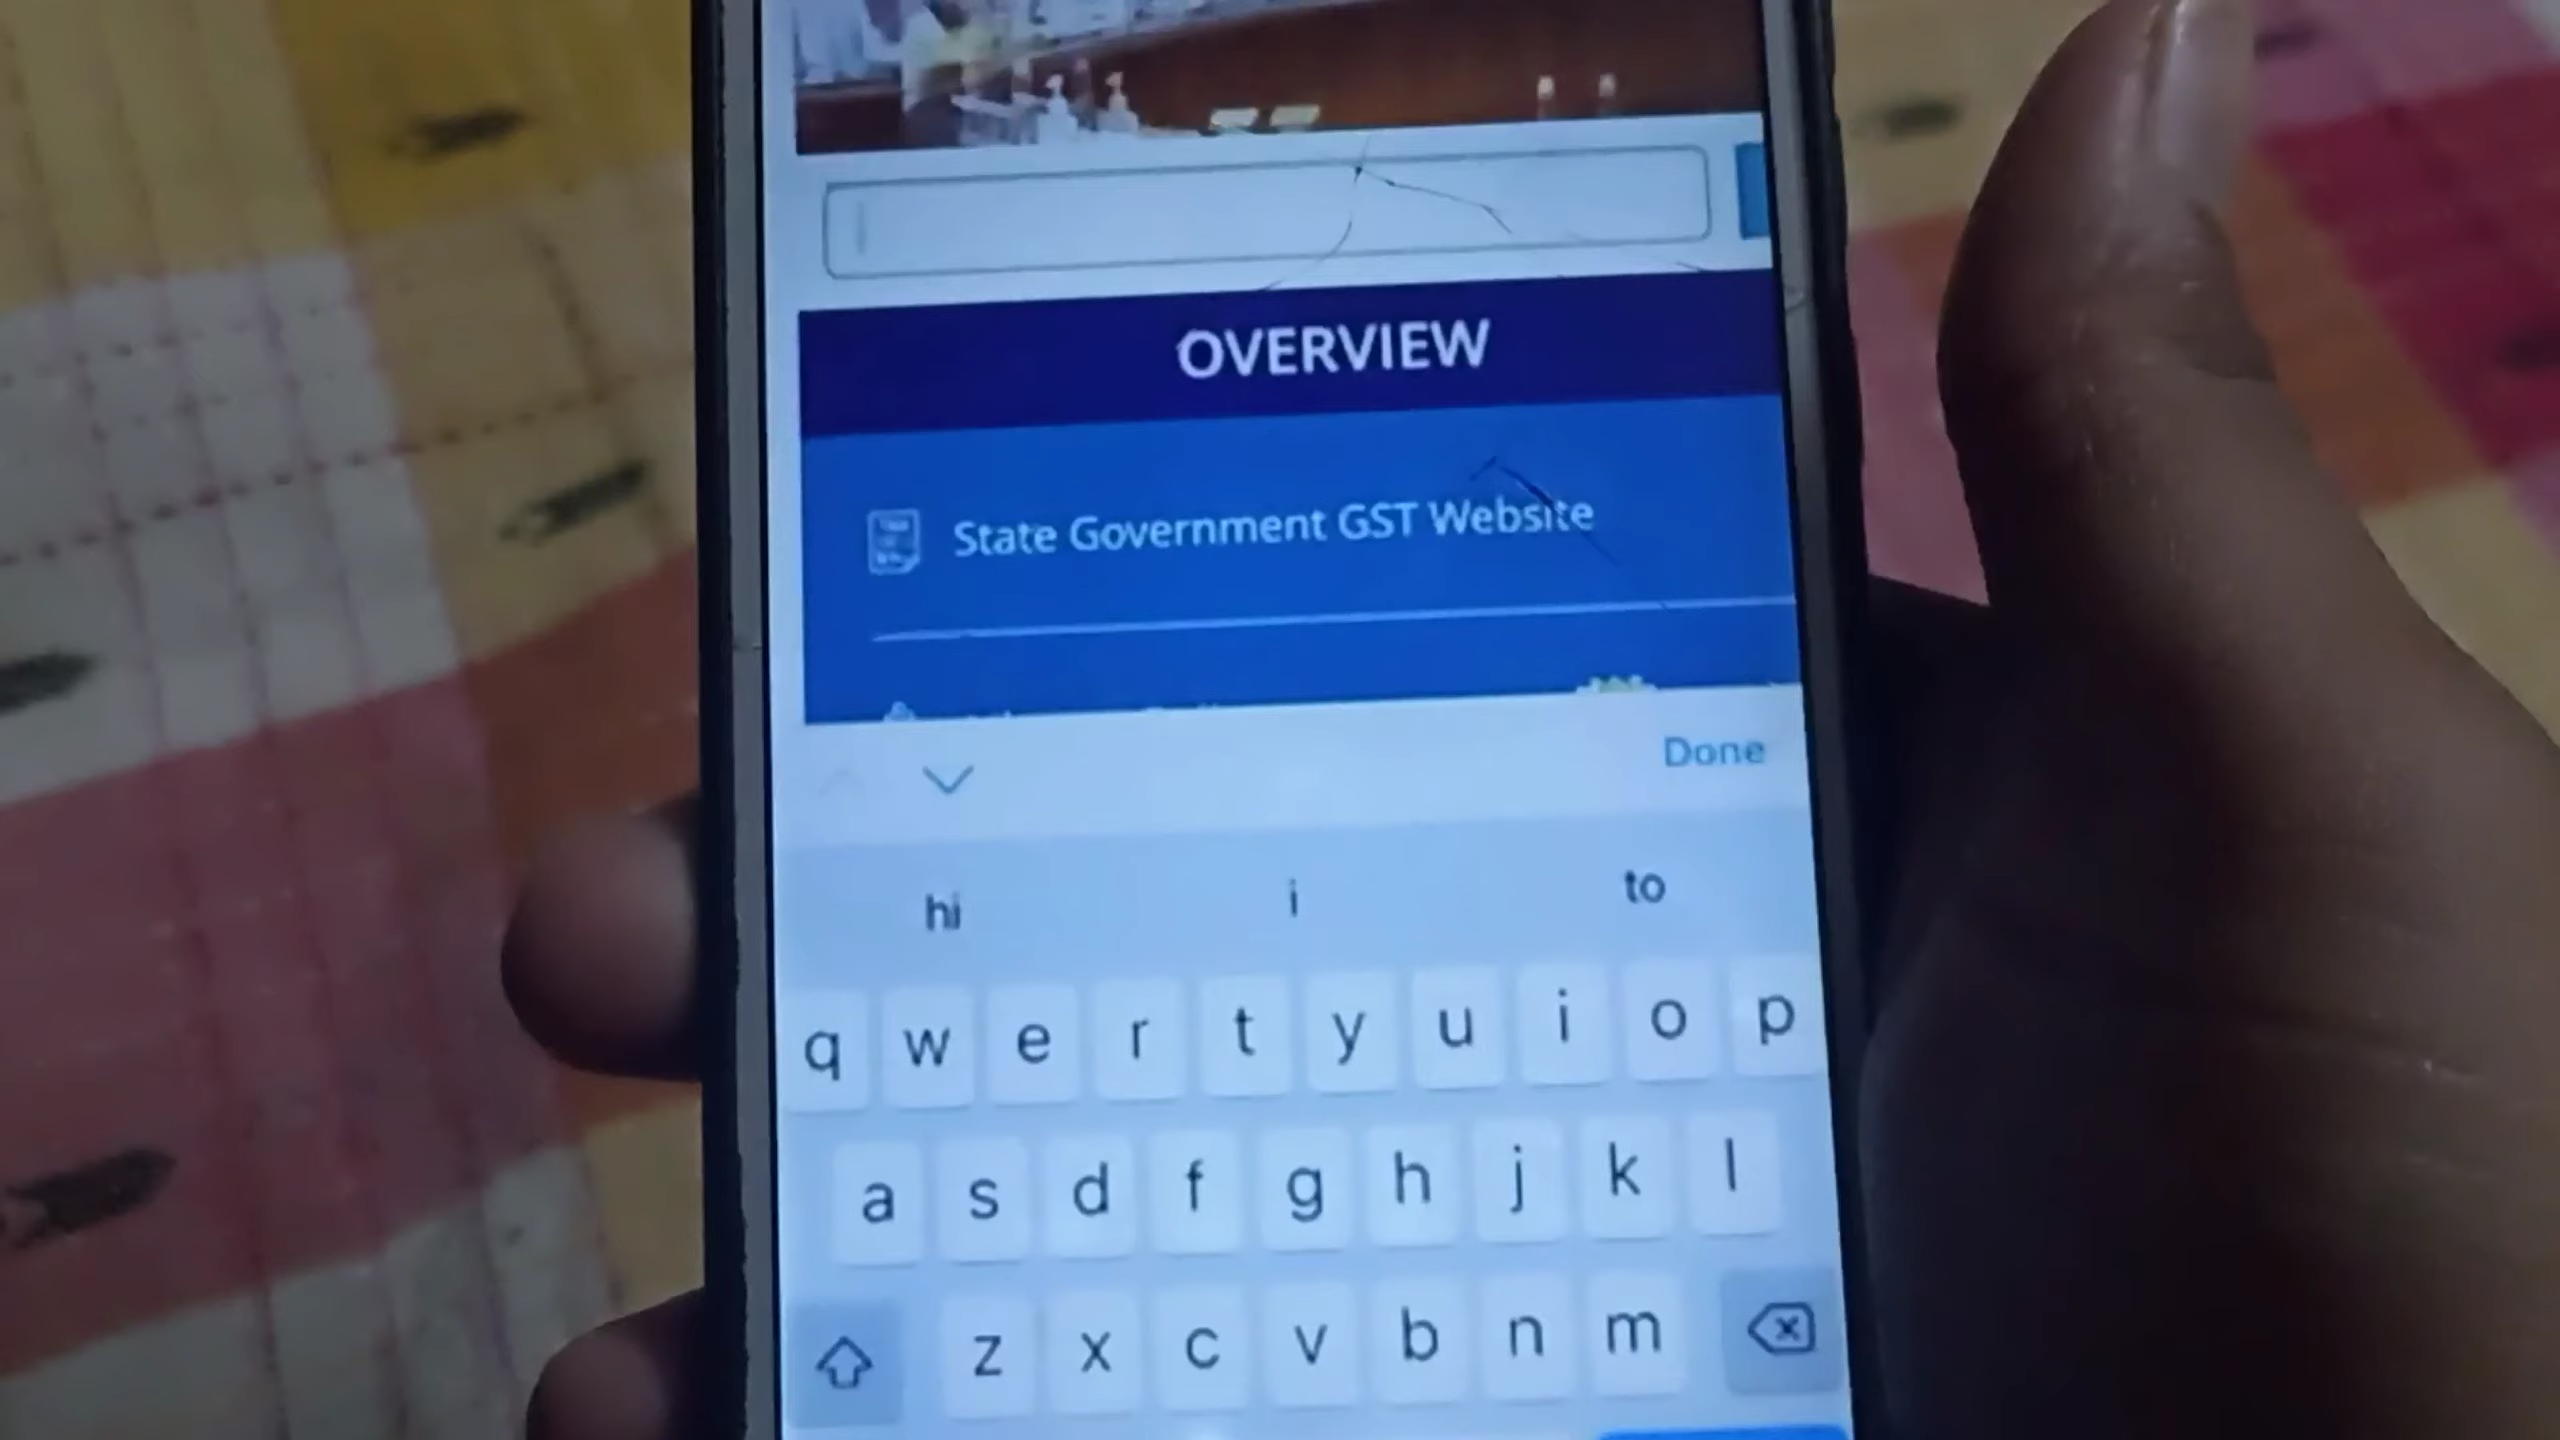 OVERVIEW
State Government GST Website
Done
hi i to
q w e r t y u i o p
a s d f g h j k l
z x c v b n m